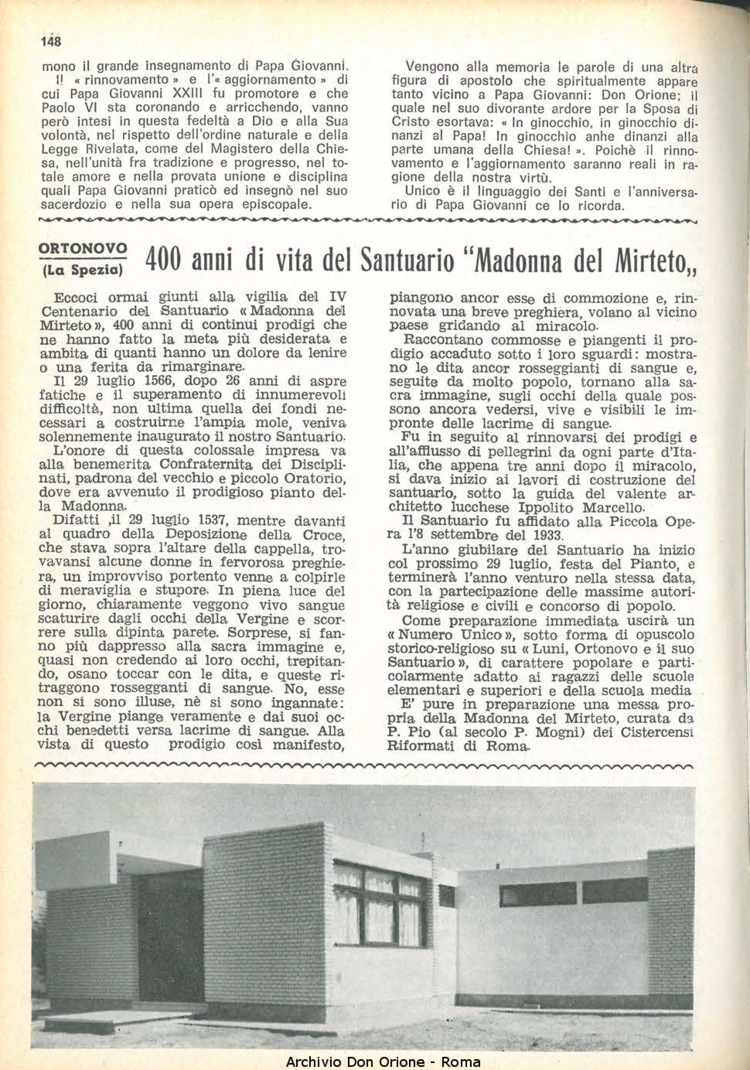 148
mono il grande insegnamento di Papa Giovanni.
Il « rinnovamento » e l'« aggiornamento » di
cui Papa Giovanni XXIII fu promotore e che
Paolo VI sta coronando e arricchendo, vanno
però intesi in questa fedeltà a Dio e alla Sua
volontà, nel rispetto dell'ordine naturale e della
Legge Rivelata, come del Magistero della Chie-
sa, nell'unità fra tradizione e progresso, nel to-
tale amore e nella provata unione e disciplina
quali Papa Giovanni praticò ed insegnò nel suo
sacerdozio e nella sua opera episcopale.
Vengono alla memoria le parole di una altra
figura di apostolo che spiritualmente appare
tanto vicino a Papa Giovanni: Don Orione; il
quale nel suo divorante ardore per la Sposa di
Cristo esortava: « In ginocchio, in ginocchio di-
nanzi al Papa! In ginocchio anhe dinanzi alla
parte umana della Chiesa! ». Poichè il rinno-
vamento e l'aggiornamento saranno reali in ra-
gione della nostra virtù.
Unico è il linguaggio dei Santi e l'anniversa-
rio di Papa Giovanni ce lo ricorda.
ORTONOVO
(La Spezia)
400 anni di vita del Santuario "Madonna del Mirteto„
Eccoci ormai giunti alla vigilia del IV
Centenario del Santuario « Madonna del
Mirteto », 400 anni di continui prodigi che
ne hanno fatto la meta più desiderata e
ambita di quanti hanno un dolore da lenire
o una ferita da rimarginare.
Il 29 luglio 1566, dopo 26 anni di aspre
fatiche e il superamento di innumerevoli
difficoltà, non ultima quella dei fondi ne-
cessari a costruirne l'ampia mole, veniva
solennemente inaugurato il nostro Santuario.
L'onore di questa colossale impresa va
alla benemerita Confraternita dei Discipli-
nati, padrona del vecchio e piccolo Oratorio,
dove era avvenuto il prodigioso pianto del-
la Madonna.
Difatti ,il 29 luglio 1537, mentre davanti
al quadro della Deposizione della Croce,
che stava sopra l'altare della cappella, tro-
vavansi alcune donne in fervorosa preghie-
ra, un improvviso portento venne a colpirle
di meraviglia e stupore. In piena luce del
giorno, chiaramente veggono vivo sangue
scaturire dagli occhi della Vergine e scor-
rere sulla dipinta parete. Sorprese, si fan-
no più dappresso alla sacra immagine e,
quasi non credendo ai loro occhi, trepitan-
do, osano toccar con le dita, e queste ri-
traggono rossegganti di sangue. No, esse
non si sono illuse, nè si sono ingannate:
la Vergine piange veramente e dai suoi oc-
chi benedetti versa lacrime di sangue. Alla
vista di questo prodigio così manifesto,
piangono ancor esse di commozione e, rin-
novata una breve preghiera, volano al vicino
paese gridando al miracolo.
Raccontano commosse e piangenti il pro-
digio accaduto sotto i loro sguardi: mostra-
no le dita ancor rosseggianti di sangue e,
seguite da molto popolo, tornano alla sa-
cra immagine, sugli occhi della quale pos-
sono ancora vedersi, vive e visibili le im-
pronte delle lacrime di sangue.
Fu in seguito al rinnovarsi dei prodigi e
all'afflusso di pellegrini da ogni parte d'Ita-
lia, che appena tre anni dopo il miracolo,
si dava inizio ai lavori di costruzione del
santuario, sotto la guida del valente ar-
chitetto lucchese Ippolito Marcello.
Il Santuario fu affidato alla Piccola Ope-
ra l'8 settembre del 1933.
L'anno giubilare del Santuario ha inizio
col prossimo 29 luglio, festa del Pianto, e
terminerà l'anno venturo nella stessa data,
con la partecipazione delle massime autori-
tà religiose e civili e concorso di popolo.
Come preparazione immediata uscirà un
« Numero Unico », sotto forma di opuscolo
storico-religioso su « Luni, Ortonovo e il suo
Santuario », di carattere popolare e parti-
colarmente adatto ai ragazzi delle scuole
elementari e superiori e della scuola media
E' pure in preparazione una messa pro-
pria della Madonna del Mirteto, curata da
P. Pio (al secolo P. Mogni) dei Cistercensi
Riformati di Roma.
Archivio Don Orione - Roma